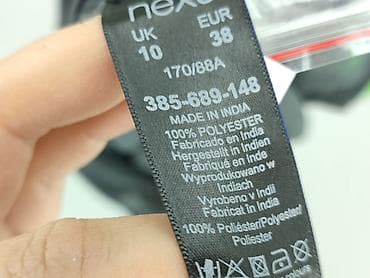 UK EUR
10 38
170/88A
385-689-148
MADE IN INDIA
100% POLYESTER
Fabricado en India
Hergestellt in Indien
Fabriqué en Inde
Wyprodukowano w
Indiach
Vyrobeno v Indii
Fabricat in India
100% Poliéster/Polyester/
Poliester